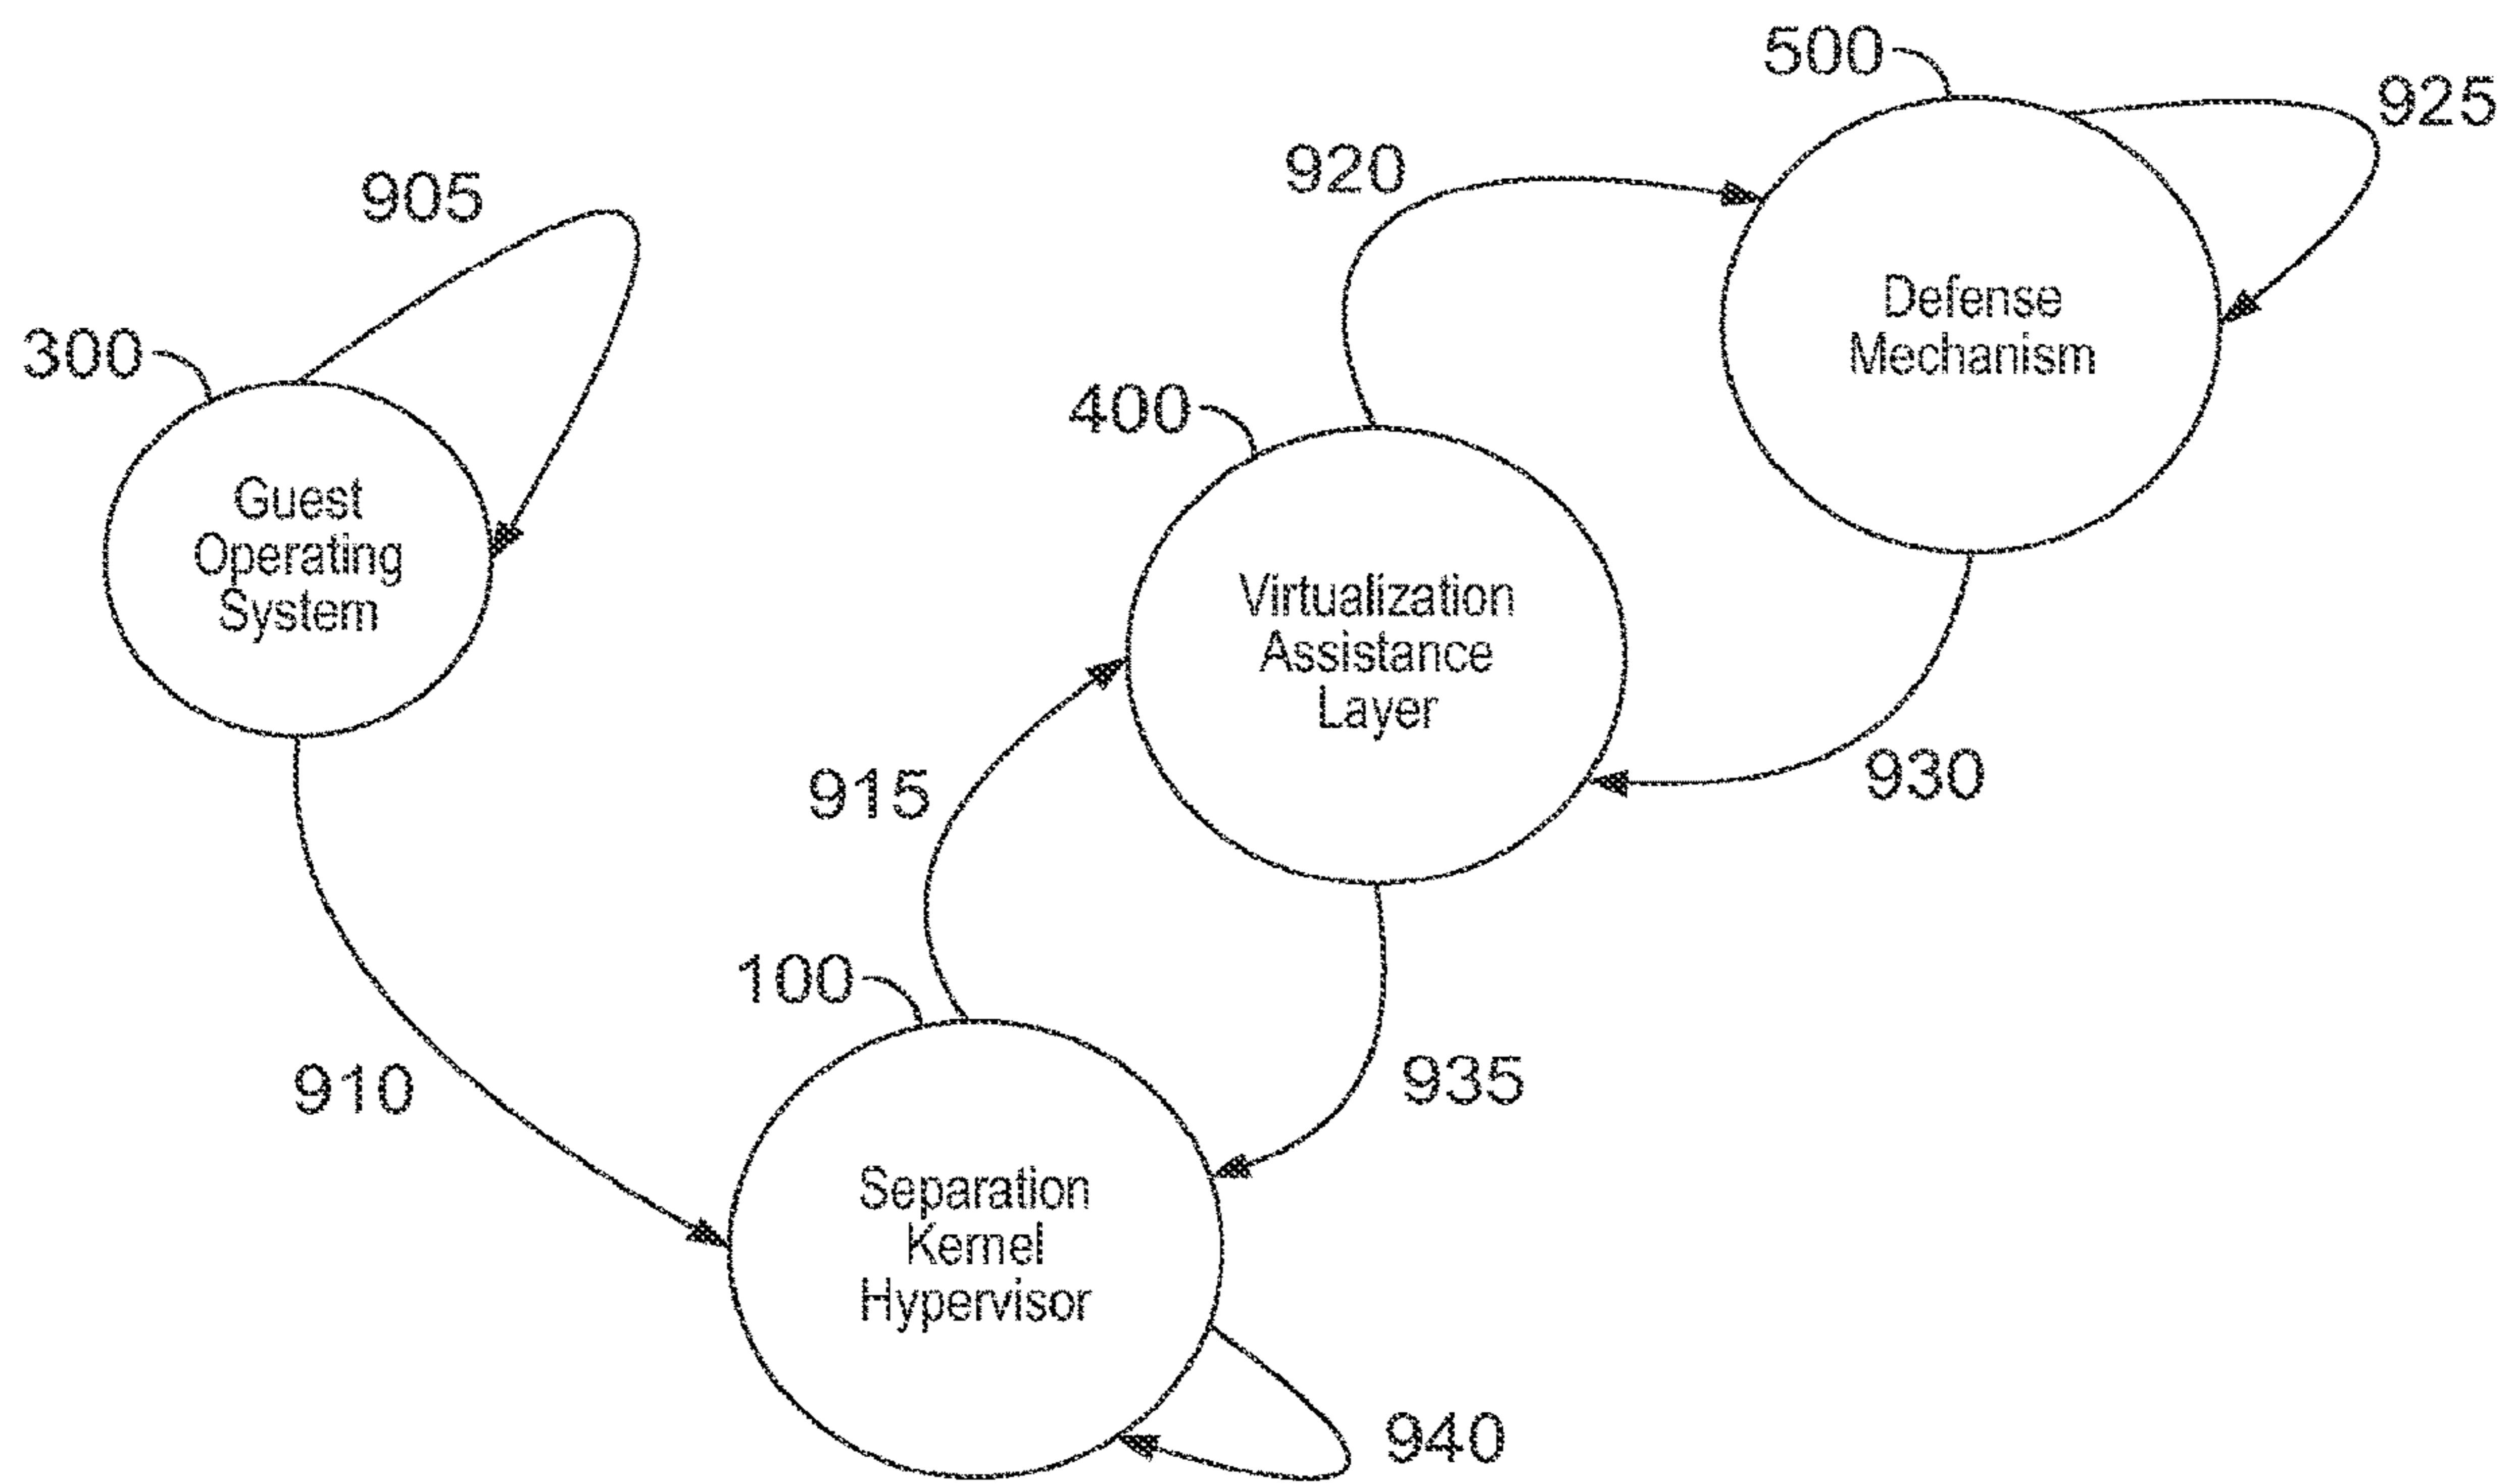 500
925
920
905
300
Defense
Mechanism
400
Guest
Operating
System
Virtualization
Assistance
Layer
915
930
100
910
935
Separation
Kernel
Hypervisor
940